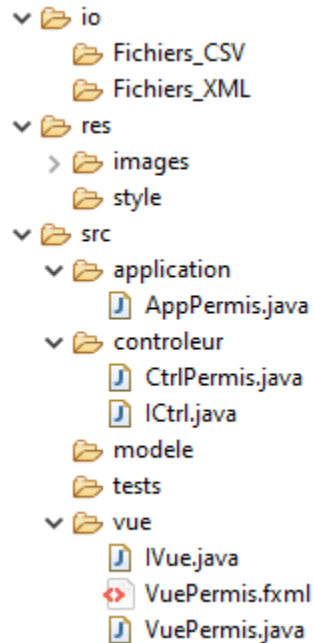 io
Fichiers_CSV
Fichiers_XML
res
images
style
src
application
AppPermis.java
controleur
CtrlPermis.java
ICtrl.java
modele
tests
vue
IVue.java
VuePermis.fxml
VuePermis.java